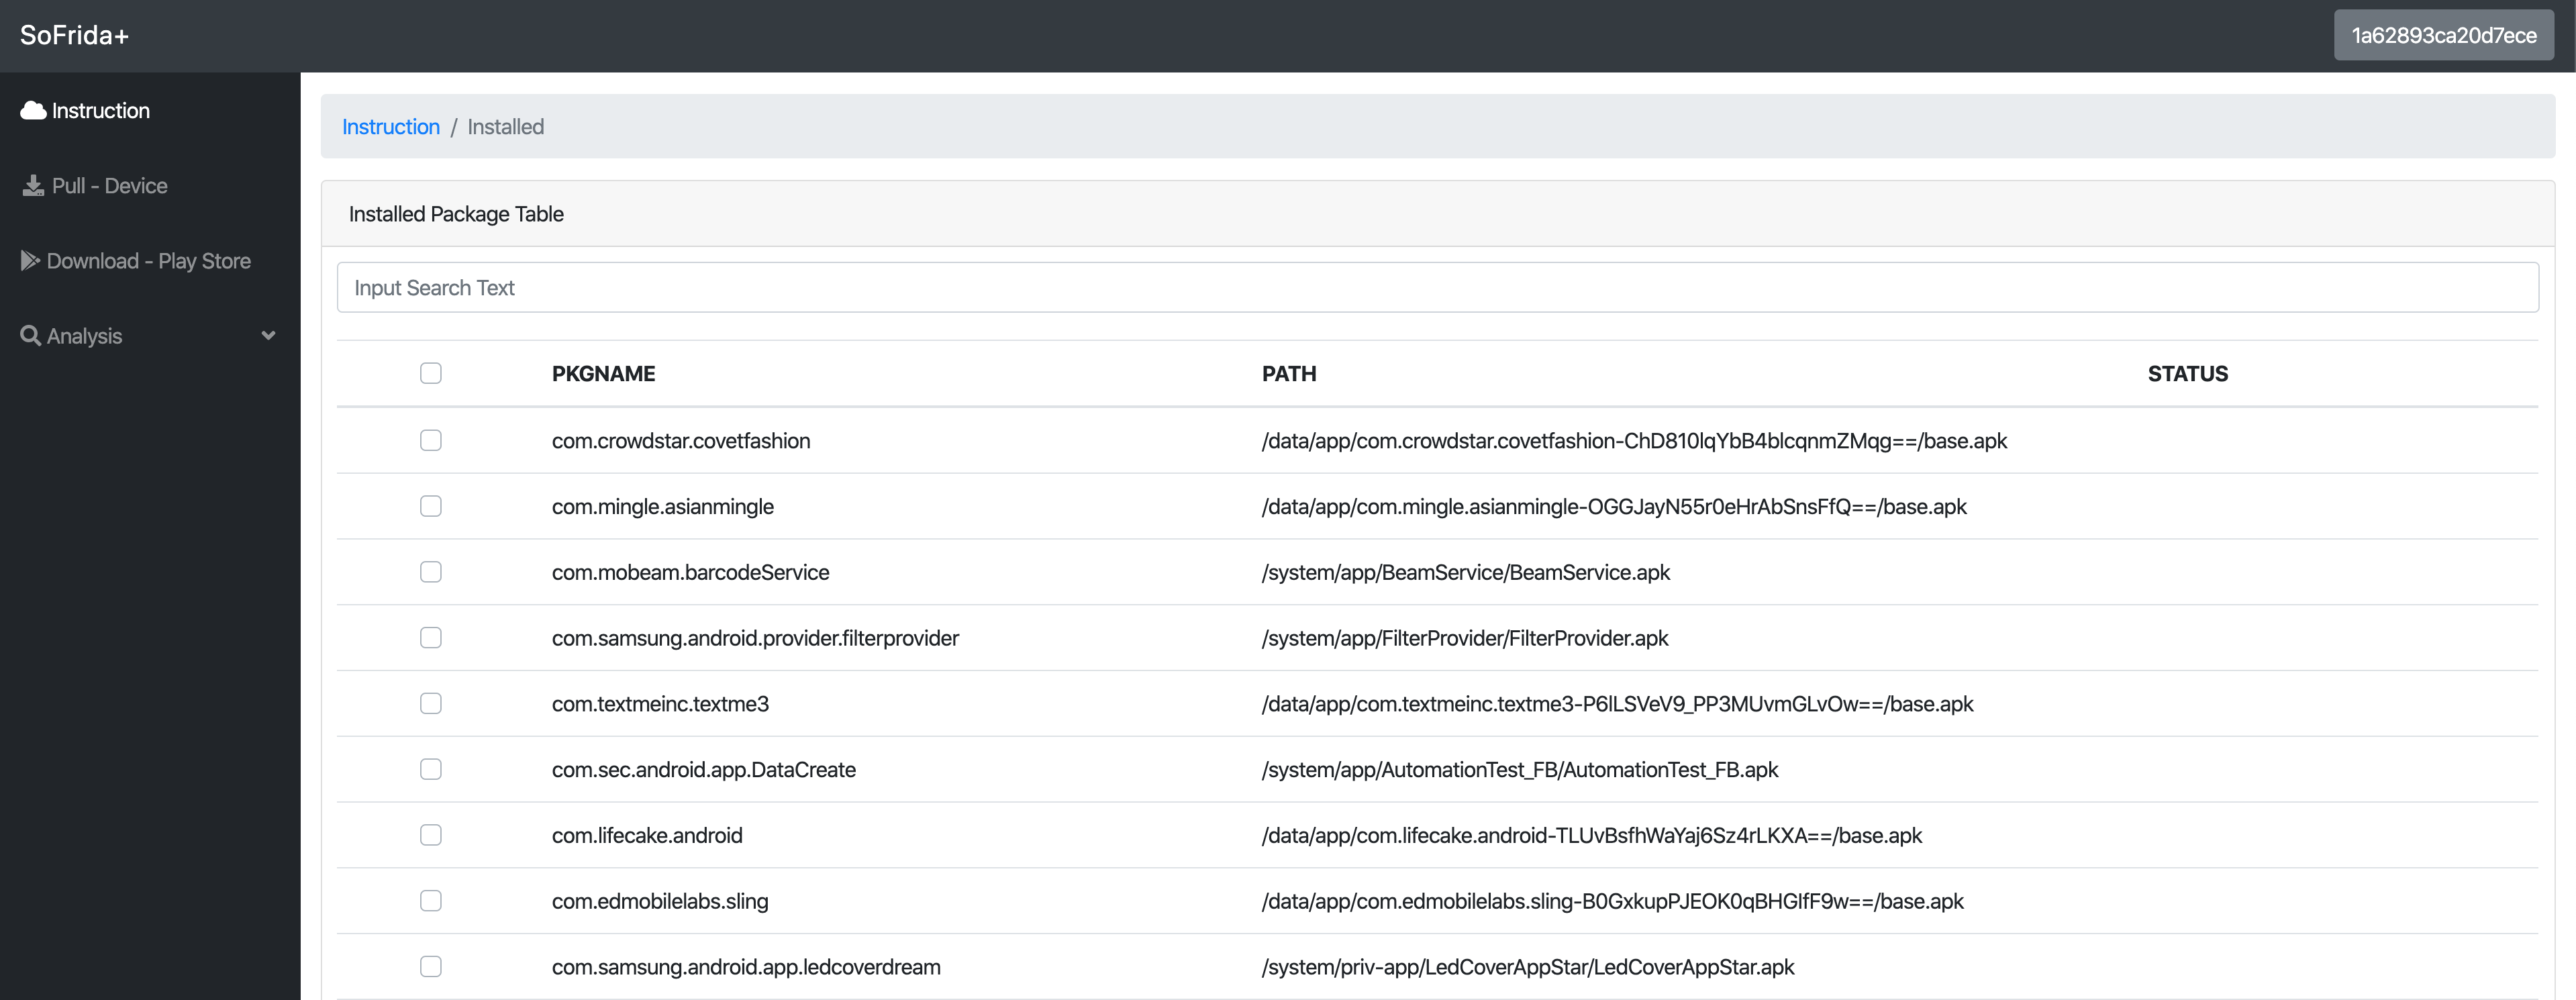 SoFrida+
1a62893ca20d7ece
Instruction
Pull - Device
Download - Play Store
Analysis
Instruction / Installed
Installed Package Table
Input Search Text
PKGNAME PATH STATUS
com.crowdstar.covetfashion /data/app/com.crowdstar.covetfashion-ChD810lqYbB4blcqnmZMqg==/base.apk
com.mingle.asianmingle /data/app/com.mingle.asianmingle-OGGJayN55r0eHrAbSnsFfQ==/base.apk
com.mobeam.barcodeService /system/app/BeamService/BeamService.apk
com.samsung.android.provider.filterprovider /system/app/FilterProvider/FilterProvider.apk
com.textmeinc.textme3 /data/app/com.textmeinc.textme3-P6lLSVeV9_PP3MUvmGLvOw==/base.apk
com.sec.android.app.DataCreate /system/app/AutomationTest_FB/AutomationTest_FB.apk
com.lifecake.android /data/app/com.lifecake.android-TLUvBsfhWaYaj6Sz4rLKXA==/base.apk
com.edmobilelabs.sling /data/app/com.edmobilelabs.sling-B0GxkupPJEOK0qBHGlfF9w==/base.apk
com.samsung.android.app.ledcoverdream /system/priv-app/LedCoverAppStar/LedCoverAppStar.apk